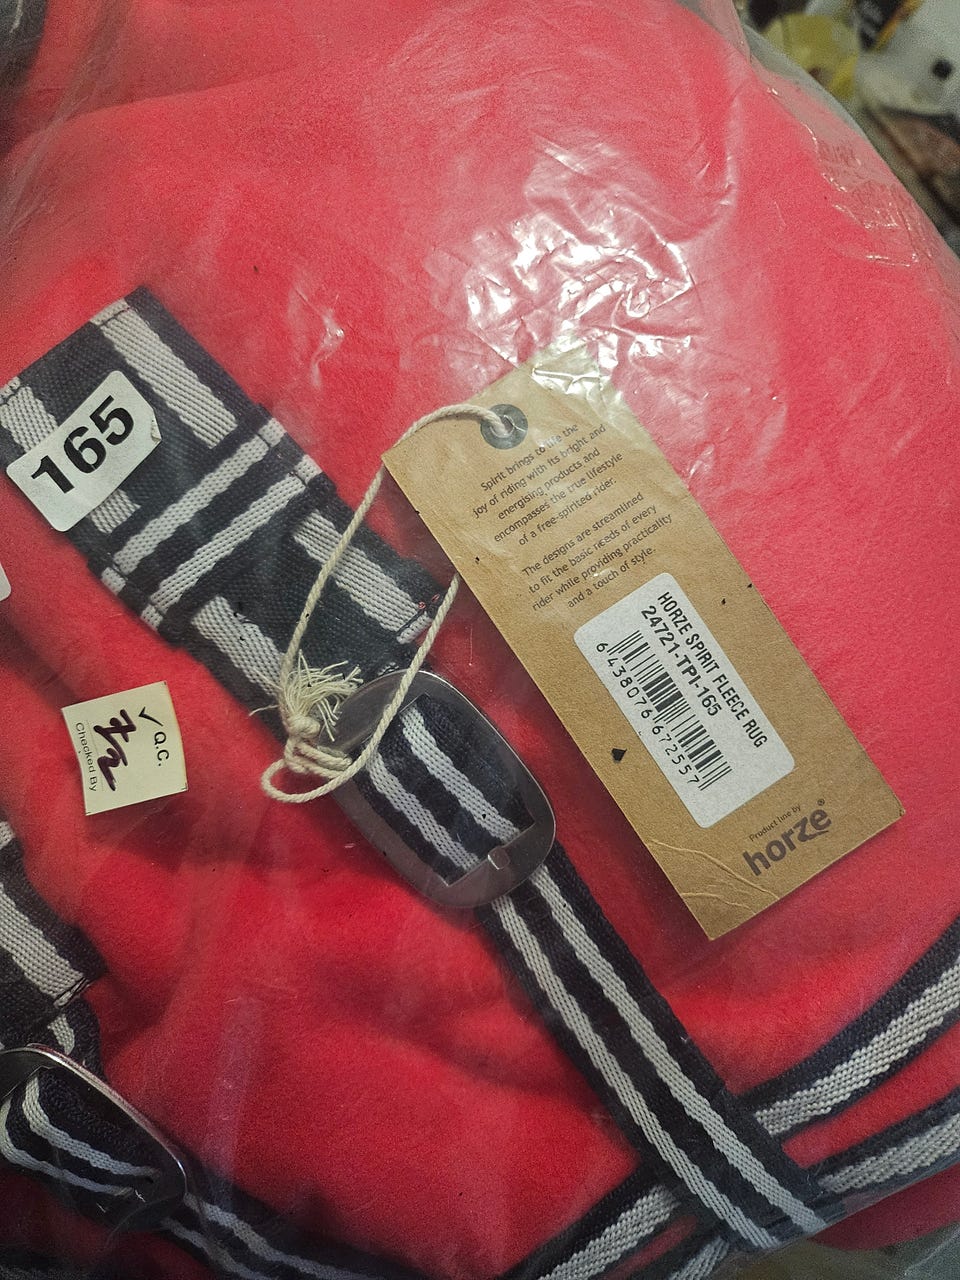 165
✓ Q.C.
Checked By
Spirit brings to life the
joy of riding with its bright and
energising products and
encompasses the true lifestyle
of a free-spirited rider.
The designs are streamlined
to fit the basic needs of every
rider while providing practicality
and a touch of style.
HORZE SPIRIT FLEECE RUG
24721-TPI-165
6438076672557
Product line by
horze®